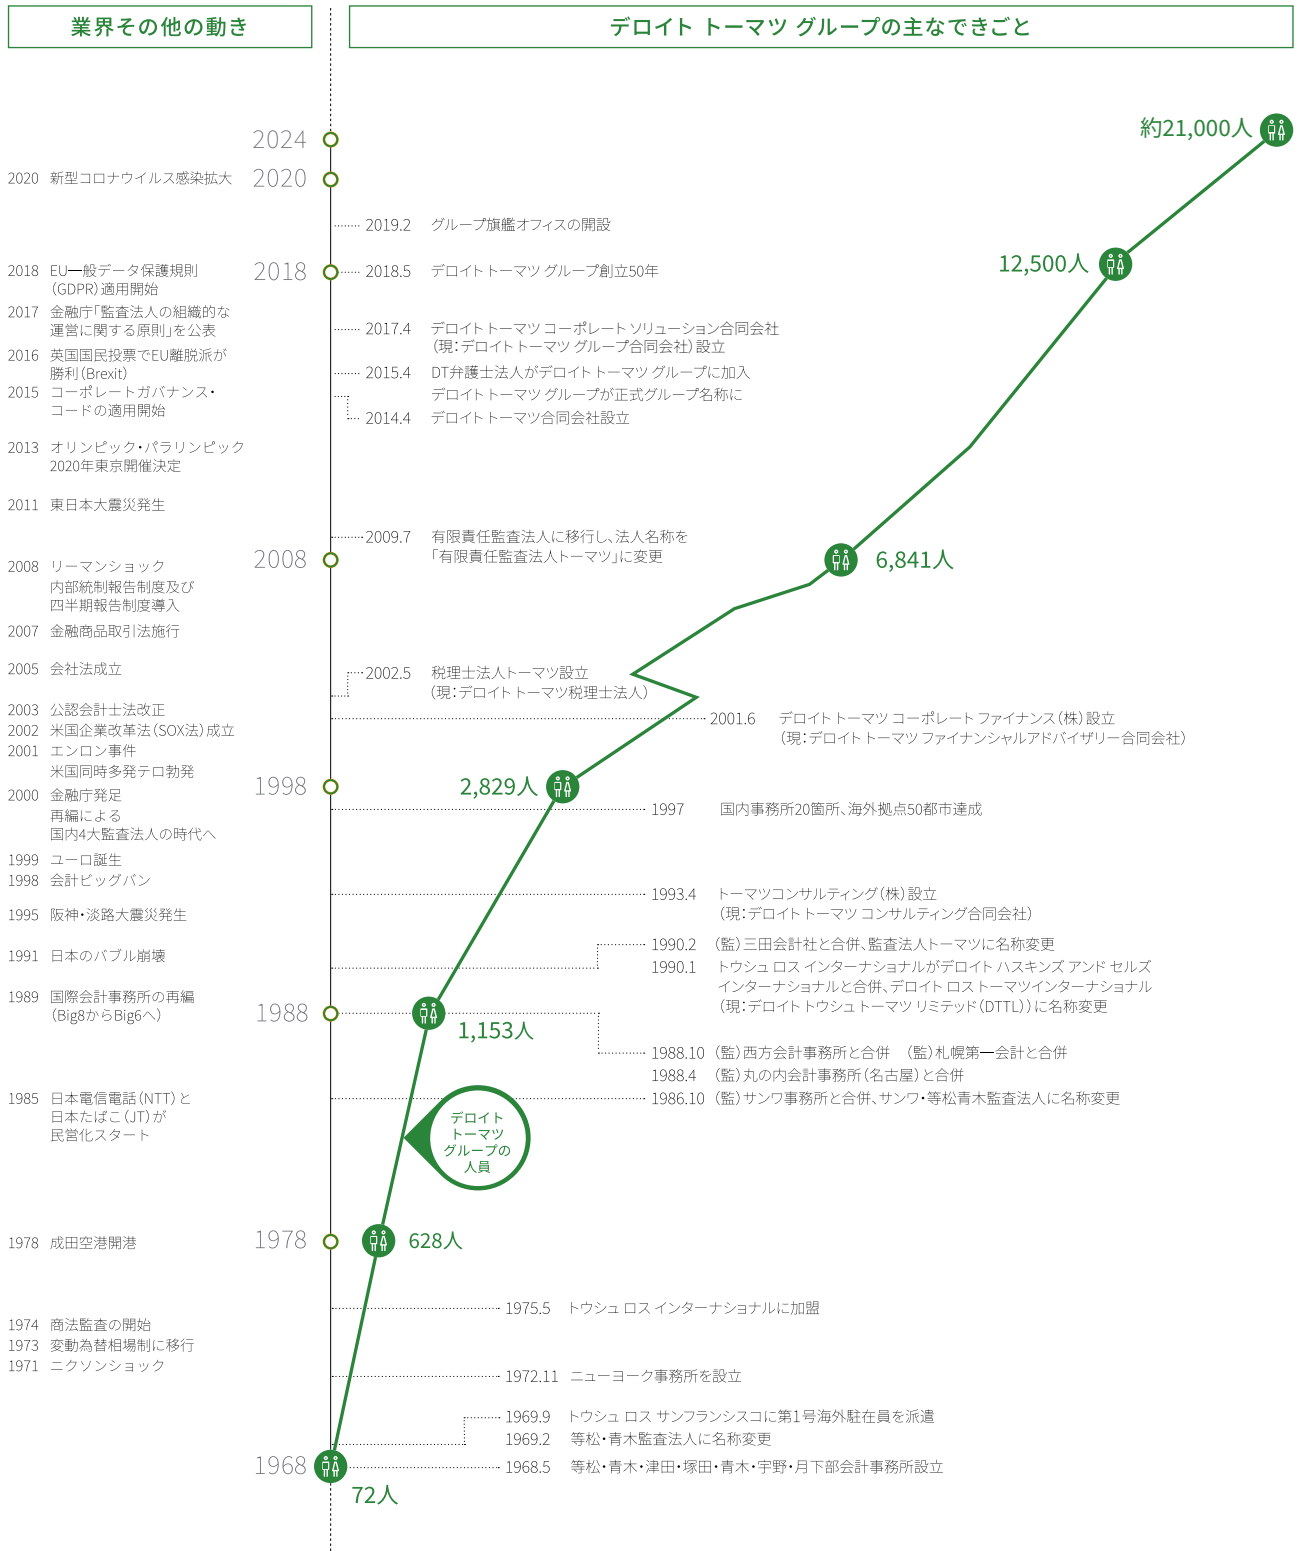 業界その他の動き
デロイト トーマツ グループの主なできごと
2024
約21,000人
2020 新型コロナウイルス感染拡大
2020
2019.2 グループ旗艦オフィスの開設
12,500人
2018 EU一般データ保護規則
（GDPR）適用開始
2018
2018.5 デロイト トーマツ グループ創立50年
2017 金融庁「監査法人の組織的な
運営に関する原則」を公表
2017.4 デロイト トーマツ コーポレート ソリューション合同会社
（現：デロイト トーマツ グループ合同会社）設立
2016 英国国民投票でEU離脱派が
勝利（Brexit）
2015.4 DT弁護士法人がデロイト トーマツ グループに加入
2015 コーポレートガバナンス・
コードの適用開始
デロイト トーマツ グループが正式グループ名称に
2014.4 デロイト トーマツ合同会社設立
2013 オリンピック・パラリンピック
2020年東京開催決定
2011 東日本大震災発生
2009.7 有限責任監査法人に移行し、法人名称を
「有限責任監査法人トーマツ」に変更
2008
6,841人
2008 リーマンショック
内部統制報告制度及び
四半期報告制度導入
2007 金融商品取引法施行
2005 会社法成立
2002.5 税理士法人トーマツ設立
（現：デロイト トーマツ税理士法人）
2003 公認会計士法改正
2002 米国企業改革法（SOX法）成立
2001 エンロン事件
米国同時多発テロ勃発
2001.6 デロイト トーマツ コーポレート ファイナンス（株）設立
（現：デロイト トーマツ ファイナンシャルアドバイザリー合同会社）
1998
2,829人
2000 金融庁発足
再編による
国内4大監査法人の時代へ
1997 国内事務所20箇所、海外拠点50都市達成
1999 ユーロ誕生
1998 会計ビッグバン
1993.4 トーマツコンサルティング（株）設立
（現：デロイト トーマツ コンサルティング合同会社）
1995 阪神・淡路大震災発生
1991 日本のバブル崩壊
1990.2 （監）三田会計社と合併、監査法人トーマツに名称変更
1990.1 トウシュ ロス インターナショナルがデロイト ハスキンズ アンド セルズ
インターナショナルと合併、デロイト ロス トーマツインターナショナル
（現：デロイト トウシュ トーマツ リミテッド（DTTL））に名称変更
1989 国際会計事務所の再編
（Big8からBig6へ）
1988
1,153人
1988.10 （監）西方会計事務所と合併 （監）札幌第一会計と合併
1988.4 （監）丸の内会計事務所（名古屋）と合併
1986.10 （監）サンワ事務所と合併、サンワ・等松青木監査法人に名称変更
1985 日本電信電話（NTT）と
日本たばこ（JT）が
民営化スタート
デロイト
トーマツ
グループの
人員
1978 成田空港開港
1978
628人
1975.5 トウシュ ロス インターナショナルに加盟
1974 商法監査の開始
1973 変動為替相場制に移行
1971 ニクソンショック
1972.11 ニューヨーク事務所を設立
1969.9 トウシュ ロス サンフランシスコに第1号海外駐在員を派遣
1969.2 等松・青木監査法人に名称変更
1968
1968.5 等松・青木・津田・塚田・青木・宇野・月下部会計事務所設立
72人